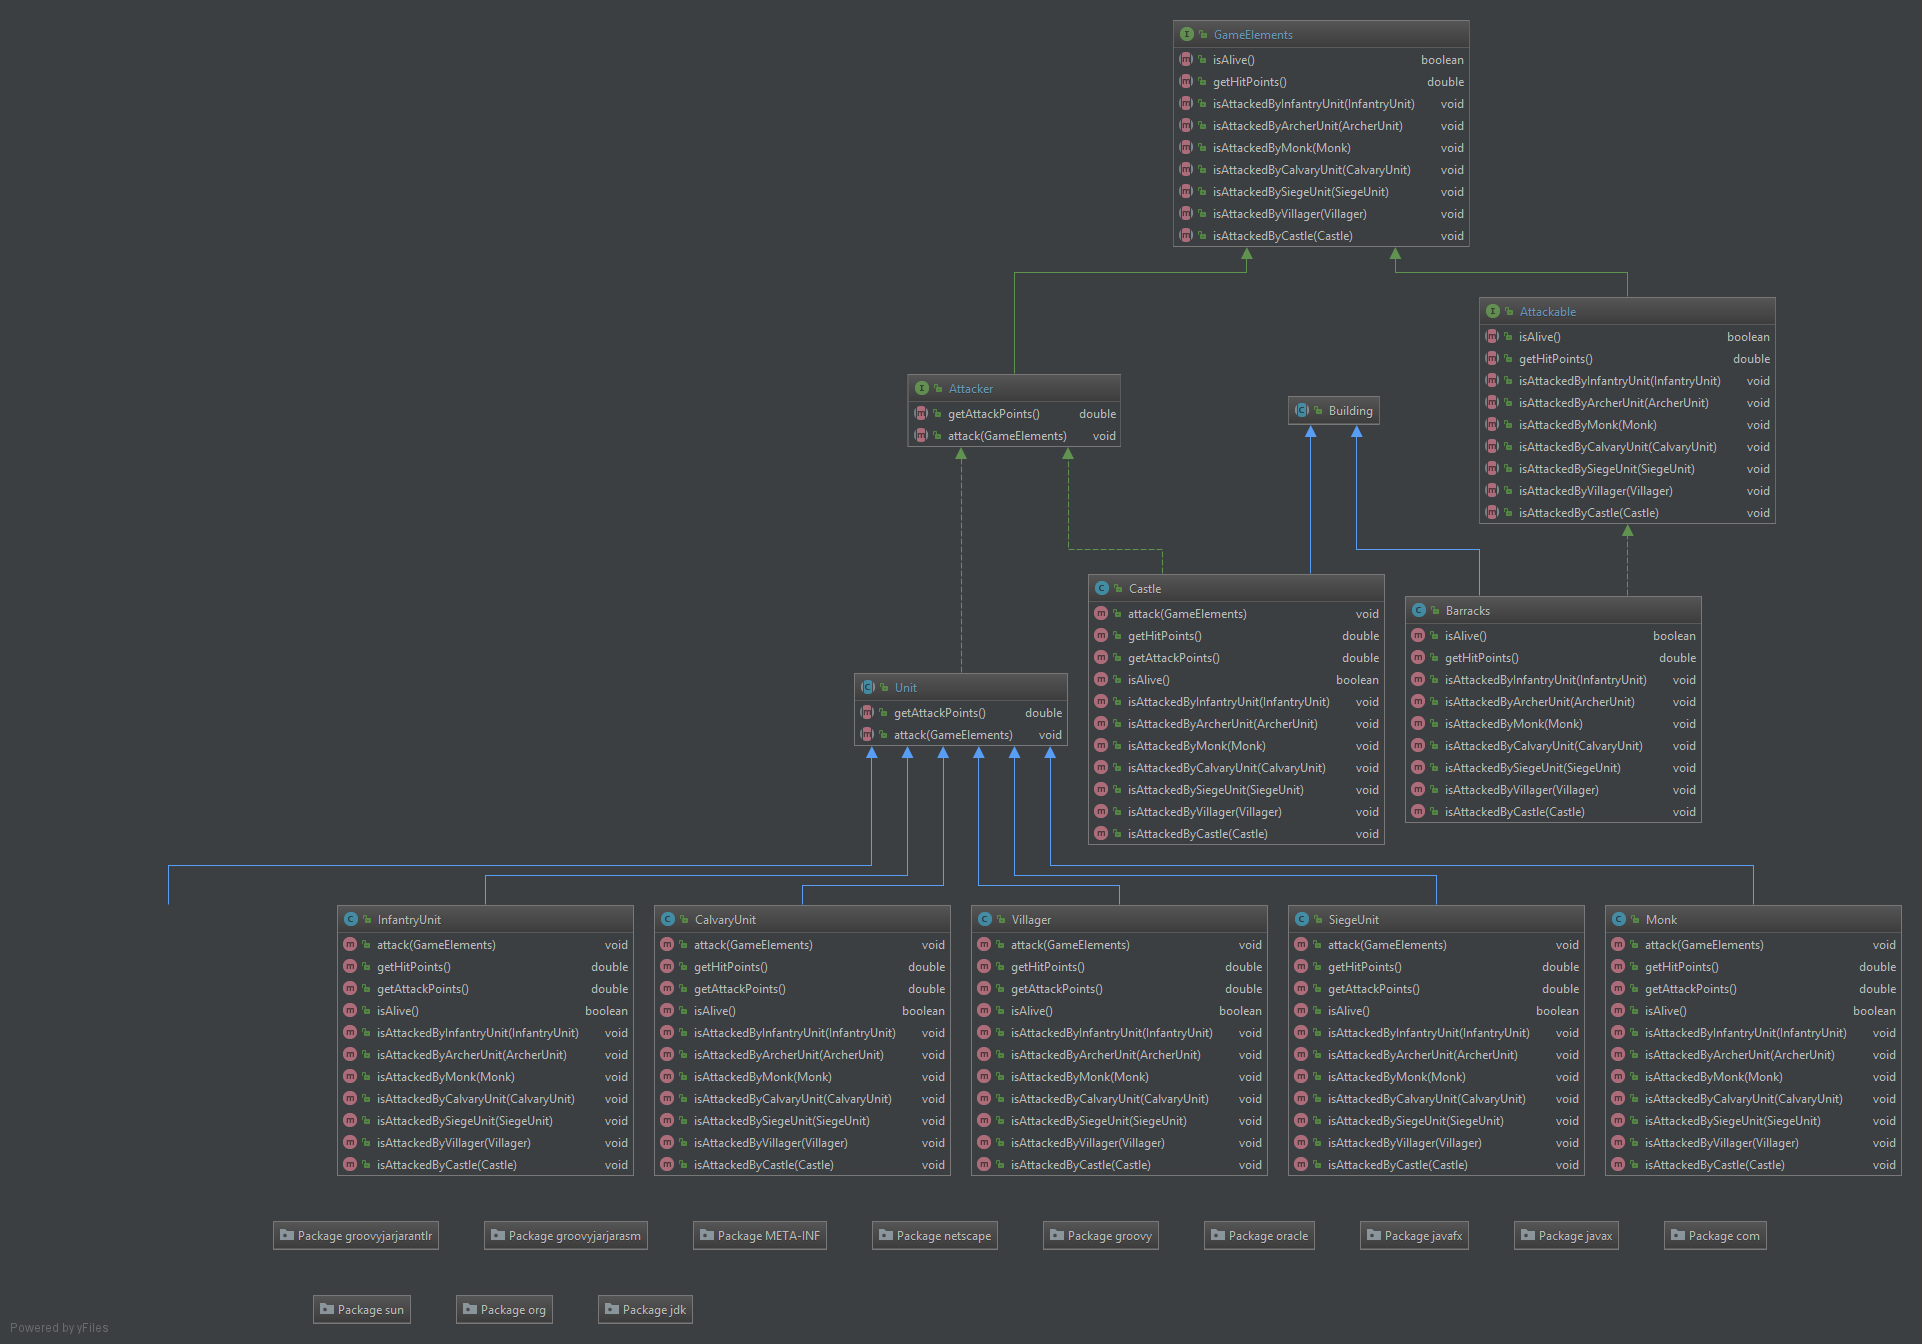 GameElements
isAlive() boolean
getHitPoints() double
isAttackedByInfantryUnit(InfantryUnit) void
isAttackedByArcherUnit(ArcherUnit) void
isAttackedByMonk(Monk) void
isAttackedByCalvaryUnit(CalvaryUnit) void
isAttackedBySiegeUnit(SiegeUnit) void
isAttackedByVillager(Villager) void
isAttackedByCastle(Castle) void
Attackable
isAlive() boolean
getHitPoints() double
isAttackedByInfantryUnit(InfantryUnit) void
isAttackedByArcherUnit(ArcherUnit) void
isAttackedByMonk(Monk) void
isAttackedByCalvaryUnit(CalvaryUnit) void
isAttackedBySiegeUnit(SiegeUnit) void
isAttackedByVillager(Villager) void
isAttackedByCastle(Castle) void
Attacker
getAttackPoints() double
attack(GameElements) void
Building
Castle
attack(GameElements) void
getHitPoints() double
getAttackPoints() double
isAlive() boolean
isAttackedByInfantryUnit(InfantryUnit) void
isAttackedByArcherUnit(ArcherUnit) void
isAttackedByMonk(Monk) void
isAttackedByCalvaryUnit(CalvaryUnit) void
isAttackedBySiegeUnit(SiegeUnit) void
isAttackedByVillager(Villager) void
isAttackedByCastle(Castle) void
Barracks
isAlive() boolean
getHitPoints() double
isAttackedByInfantryUnit(InfantryUnit) void
isAttackedByArcherUnit(ArcherUnit) void
isAttackedByMonk(Monk) void
isAttackedByCalvaryUnit(CalvaryUnit) void
isAttackedBySiegeUnit(SiegeUnit) void
isAttackedByVillager(Villager) void
isAttackedByCastle(Castle) void
Unit
getAttackPoints() double
attack(GameElements) void
InfantryUnit
attack(GameElements) void
getHitPoints() double
getAttackPoints() double
isAlive() boolean
isAttackedByInfantryUnit(InfantryUnit) void
isAttackedByArcherUnit(ArcherUnit) void
isAttackedByMonk(Monk) void
isAttackedByCalvaryUnit(CalvaryUnit) void
isAttackedBySiegeUnit(SiegeUnit) void
isAttackedByVillager(Villager) void
isAttackedByCastle(Castle) void
CalvaryUnit
attack(GameElements) void
getHitPoints() double
getAttackPoints() double
isAlive() boolean
isAttackedByInfantryUnit(InfantryUnit) void
isAttackedByArcherUnit(ArcherUnit) void
isAttackedByMonk(Monk) void
isAttackedByCalvaryUnit(CalvaryUnit) void
isAttackedBySiegeUnit(SiegeUnit) void
isAttackedByVillager(Villager) void
isAttackedByCastle(Castle) void
Villager
attack(GameElements) void
getHitPoints() double
getAttackPoints() double
isAlive() boolean
isAttackedByInfantryUnit(InfantryUnit) void
isAttackedByArcherUnit(ArcherUnit) void
isAttackedByMonk(Monk) void
isAttackedByCalvaryUnit(CalvaryUnit) void
isAttackedBySiegeUnit(SiegeUnit) void
isAttackedByVillager(Villager) void
isAttackedByCastle(Castle) void
SiegeUnit
attack(GameElements) void
getHitPoints() double
getAttackPoints() double
isAlive() boolean
isAttackedByInfantryUnit(InfantryUnit) void
isAttackedByArcherUnit(ArcherUnit) void
isAttackedByMonk(Monk) void
isAttackedByCalvaryUnit(CalvaryUnit) void
isAttackedBySiegeUnit(SiegeUnit) void
isAttackedByVillager(Villager) void
isAttackedByCastle(Castle) void
Monk
attack(GameElements) void
getHitPoints() double
getAttackPoints() double
isAlive() boolean
isAttackedByInfantryUnit(InfantryUnit) void
isAttackedByArcherUnit(ArcherUnit) void
isAttackedByMonk(Monk) void
isAttackedByCalvaryUnit(CalvaryUnit) void
isAttackedBySiegeUnit(SiegeUnit) void
isAttackedByVillager(Villager) void
isAttackedByCastle(Castle) void
Package groovyjarjarantlr
Package groovyjarjarasm
Package META-INF
Package netscape
Package groovy
Package oracle
Package javafx
Package javax
Package com
Package sun
Package org
Package jdk
Powered by yFiles